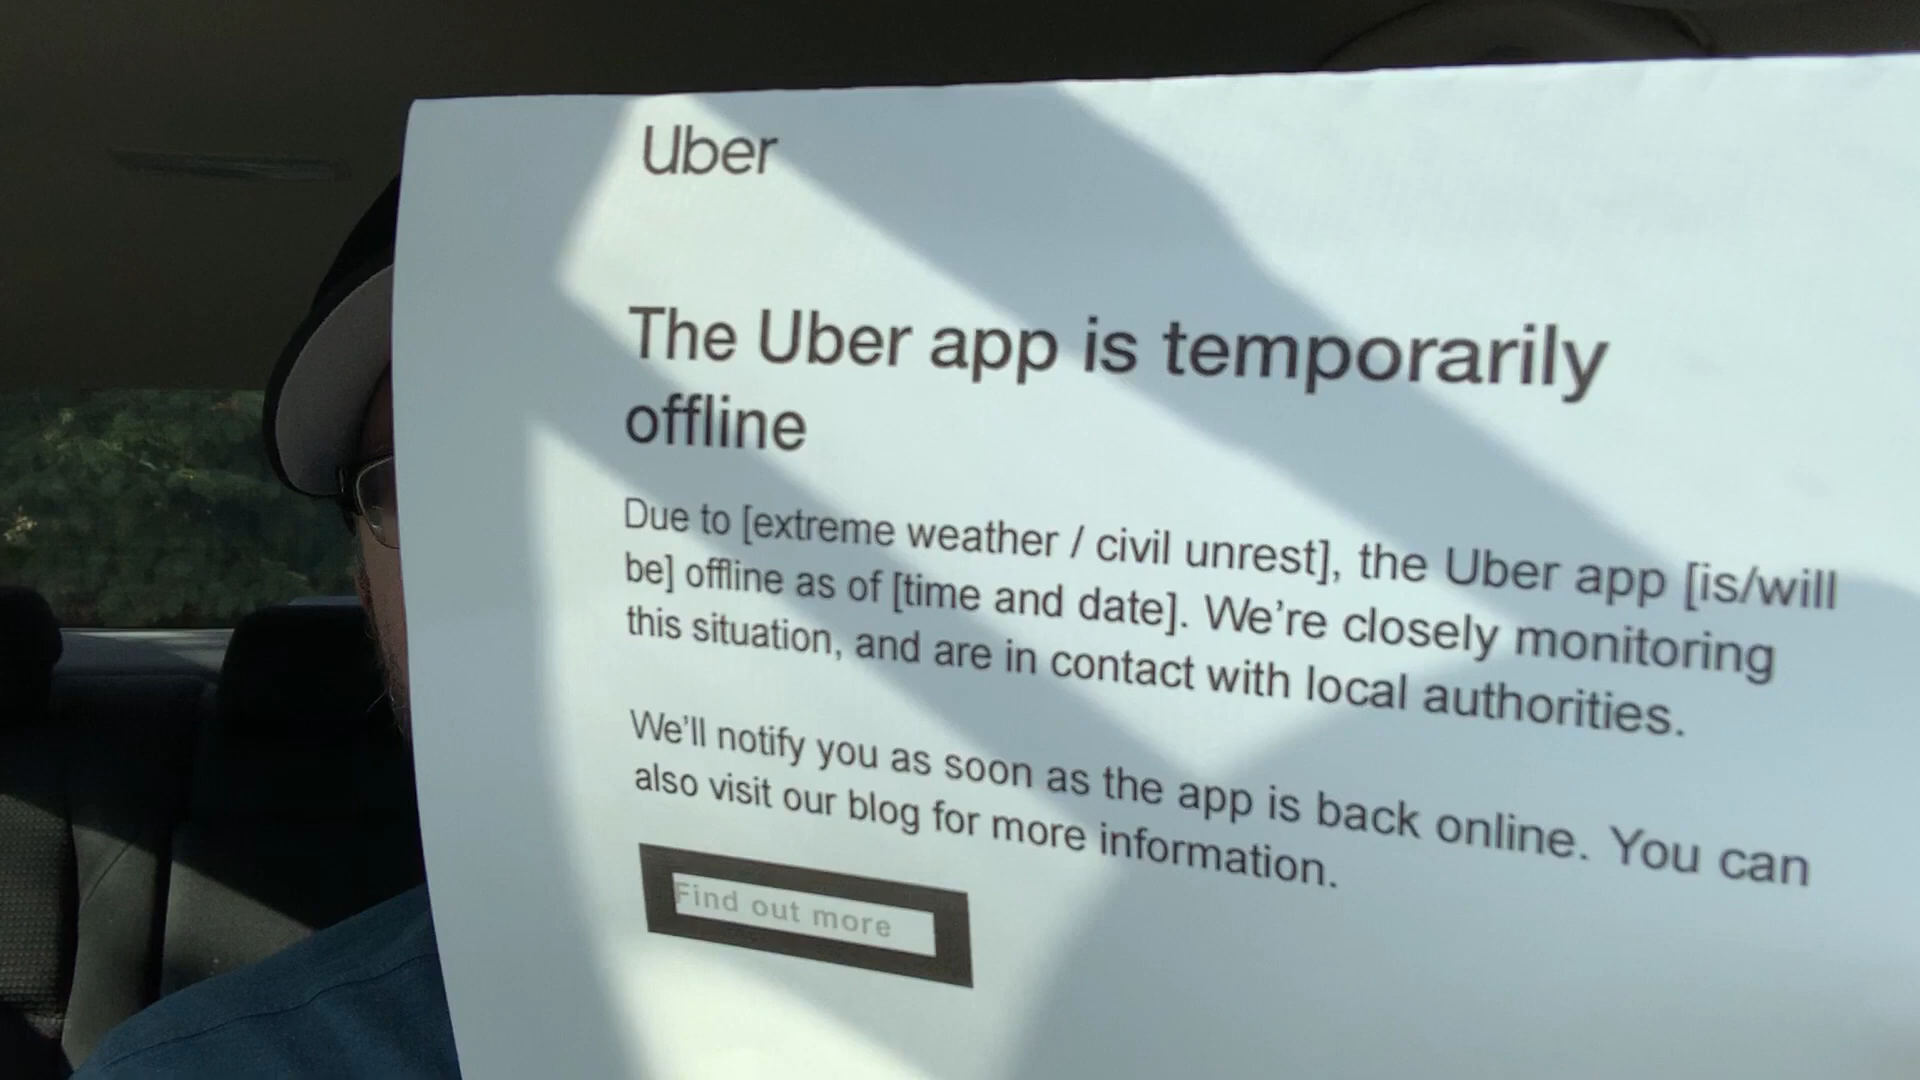 Uber
The Uber app is temporarily
offline
Due to [extreme weather / civil unrest], the Uber app [is/will
be] offline as of [time and date]. We're closely monitoring
this situation, and are in contact with local authorities.
We'll notify you as soon as the app is back online. You can
also visit our blog for more information.
Find out more